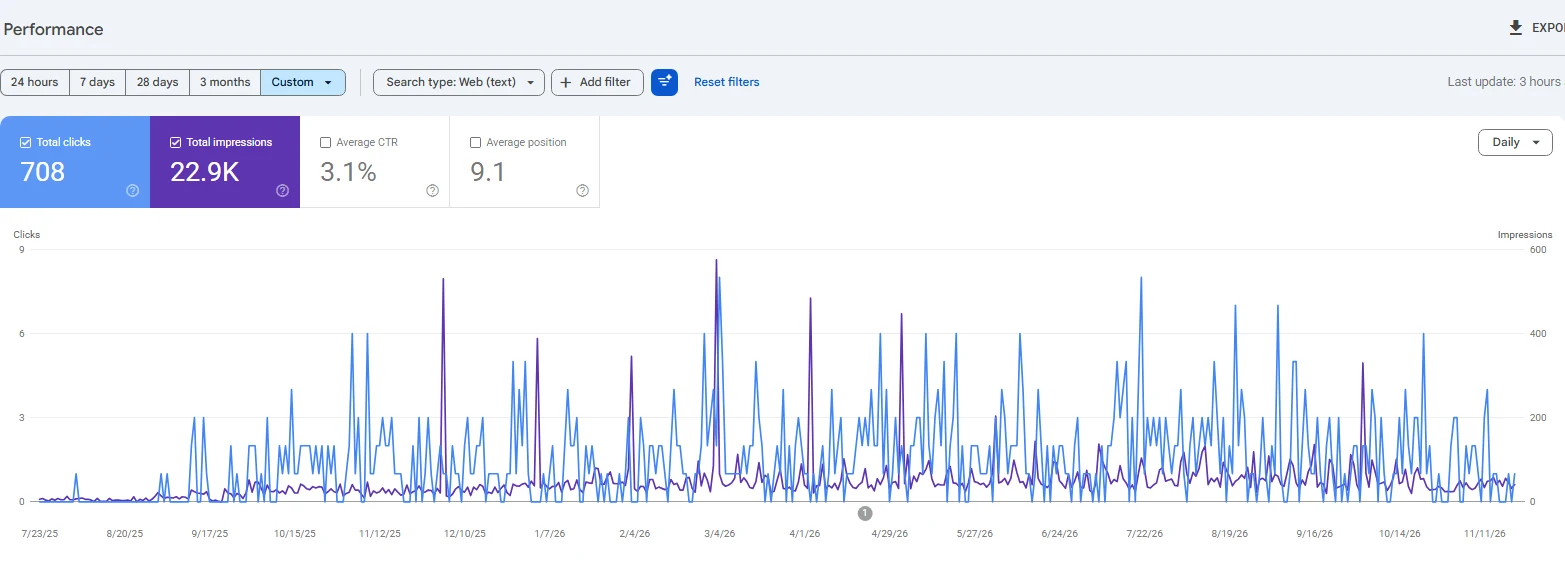 Performance
EXPO
24 hours 7 days 28 days 3 months Custom Search type: Web (text) + Add filter Reset filters Last update: 3 hours
Total clicks Total impressions Average CTR Average position
708 22.9K 3.1% 9.1
Daily
Clicks Impressions
9 600
6 400
3 200
0 0
1
7/23/25 8/20/25 9/17/25 10/15/25 11/12/25 12/10/25 1/7/26 2/4/26 3/4/26 4/1/26 4/29/26 5/27/26 6/24/26 7/22/26 8/19/26 9/16/26 10/14/26 11/11/26